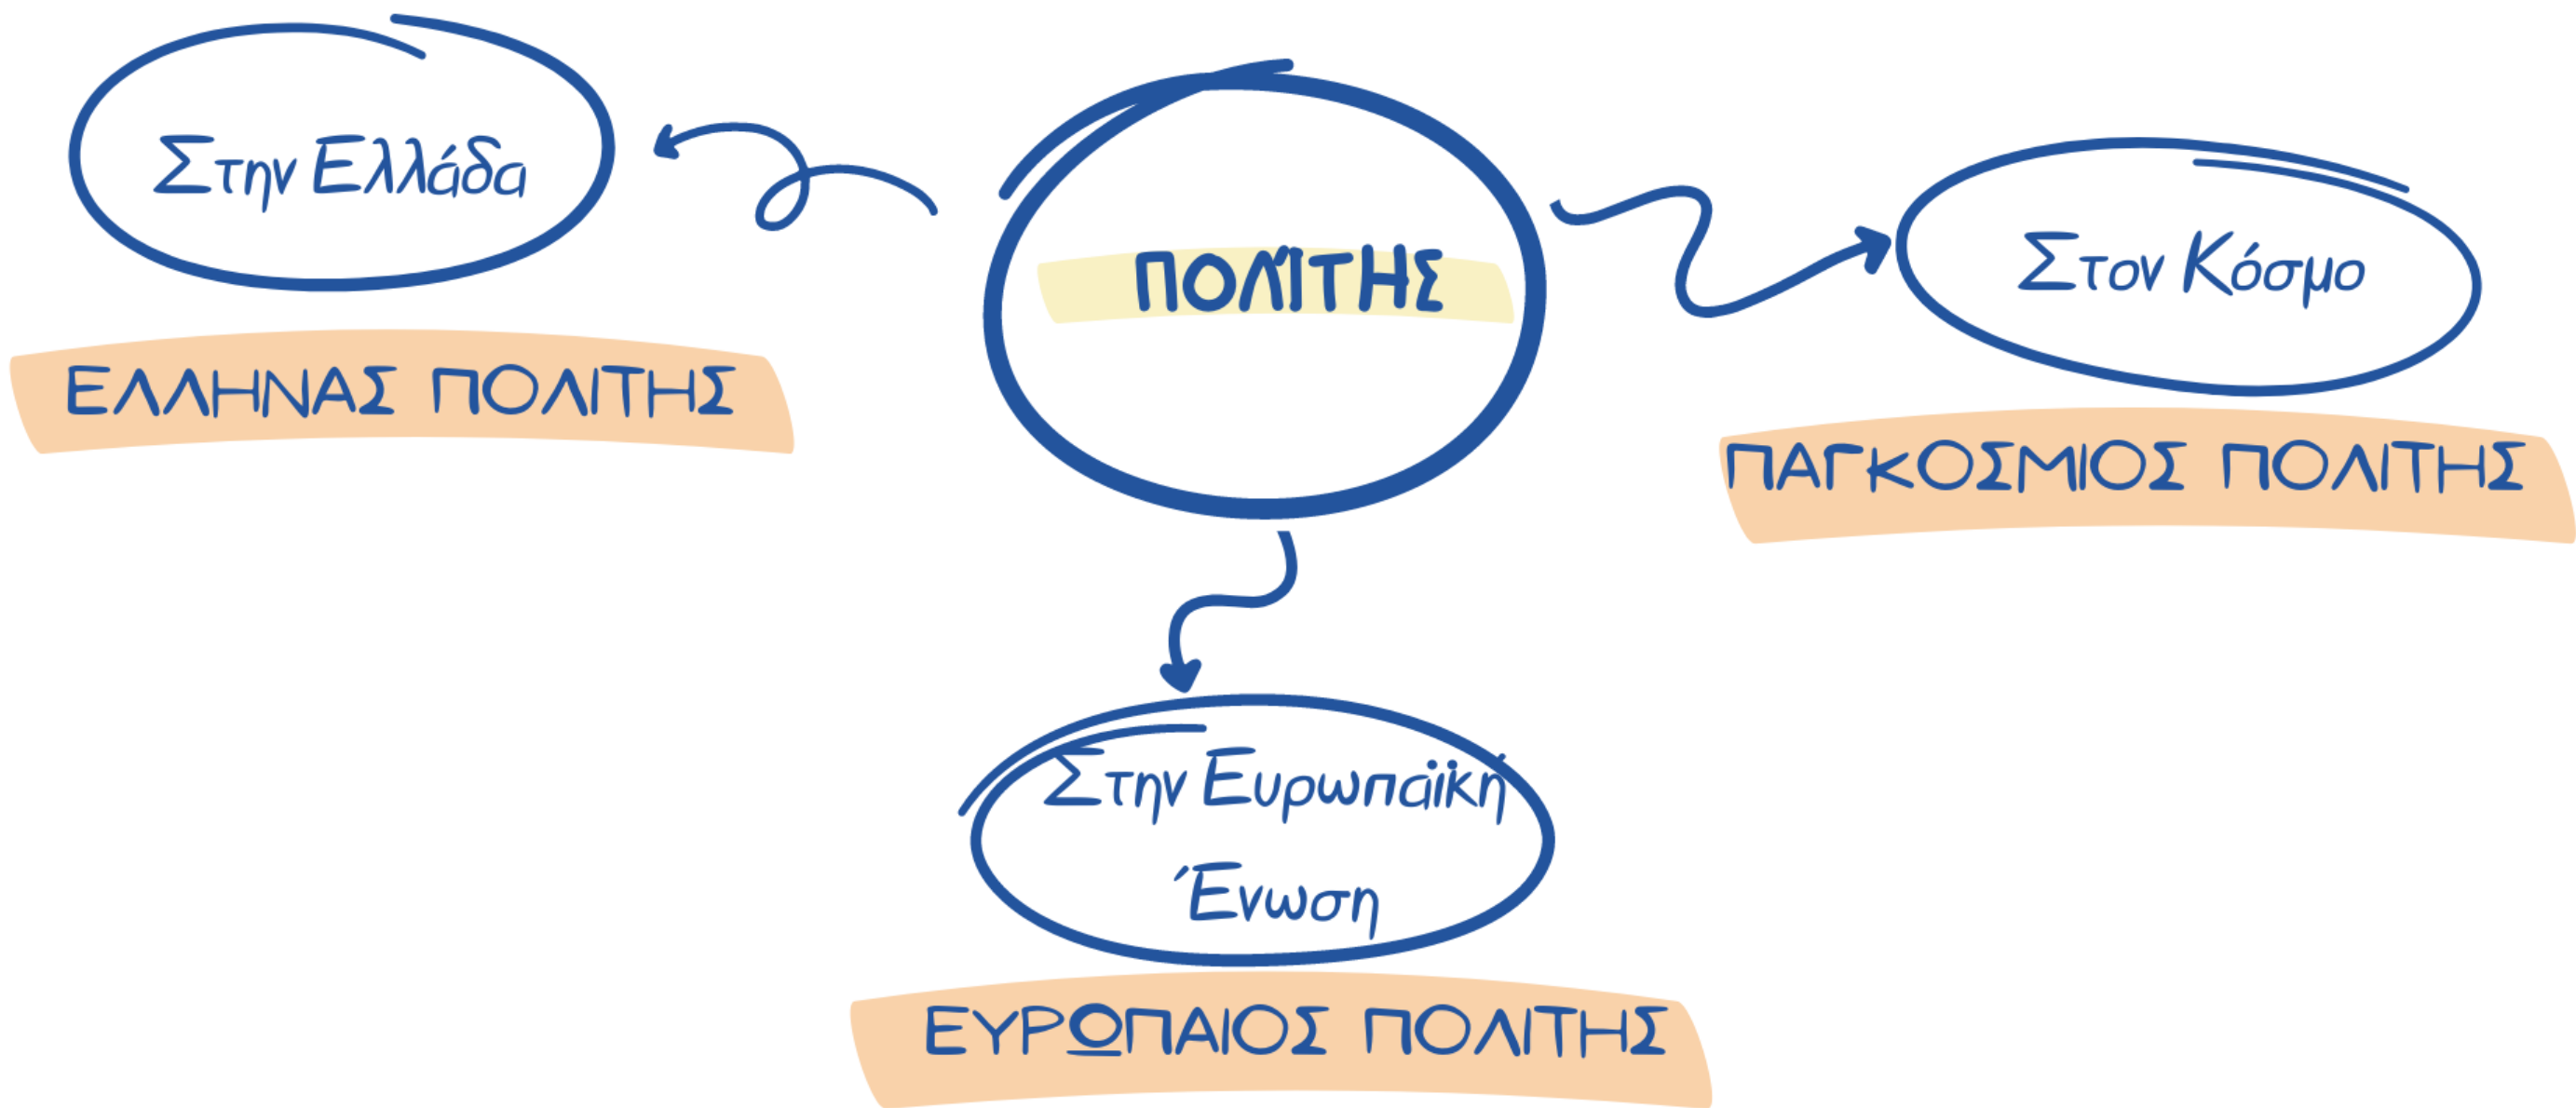 Στην Ελλάδα
ΕΛΛΗΝΑΣ ΠΟΛΙΤΗΣ
ΠΟΛΊΤΗΣ
Στον Κόσμο
ΠΑΓΚΟΣΜΙΟΣ ΠΟΛΙΤΗΣ
Στην Ευρωπαϊκή
Ένωση
ΕΥΡΩΠΑΙΟΣ ΠΟΛΙΤΗΣ